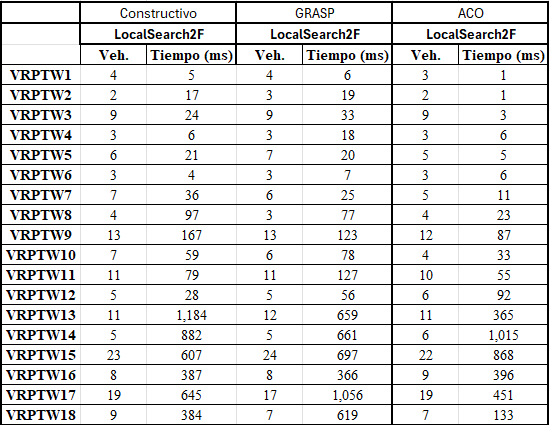 Constructivo GRASP ACO
LocalSearch2F LocalSearch2F LocalSearch2F
Veh. Tiempo (ms) Veh. Tiempo (ms) Veh. Tiempo (ms)
VRPTW1 4 5 4 6 3 1
VRPTW2 2 17 3 19 2 1
VRPTW3 9 24 9 33 9 3
VRPTW4 3 6 3 18 3 6
VRPTW5 6 21 7 20 5 5
VRPTW6 3 4 3 7 3 6
VRPTW7 7 36 6 25 5 11
VRPTW8 4 97 3 77 4 23
VRPTW9 13 167 13 123 12 87
VRPTW10 7 59 6 78 4 33
VRPTW11 11 79 11 127 10 55
VRPTW12 5 28 5 56 6 92
VRPTW13 11 1,184 12 659 11 365
VRPTW14 5 882 5 661 6 1,015
VRPTW15 23 607 24 697 22 868
VRPTW16 8 387 8 366 9 396
VRPTW17 19 645 17 1,056 19 451
VRPTW18 9 384 7 619 7 133